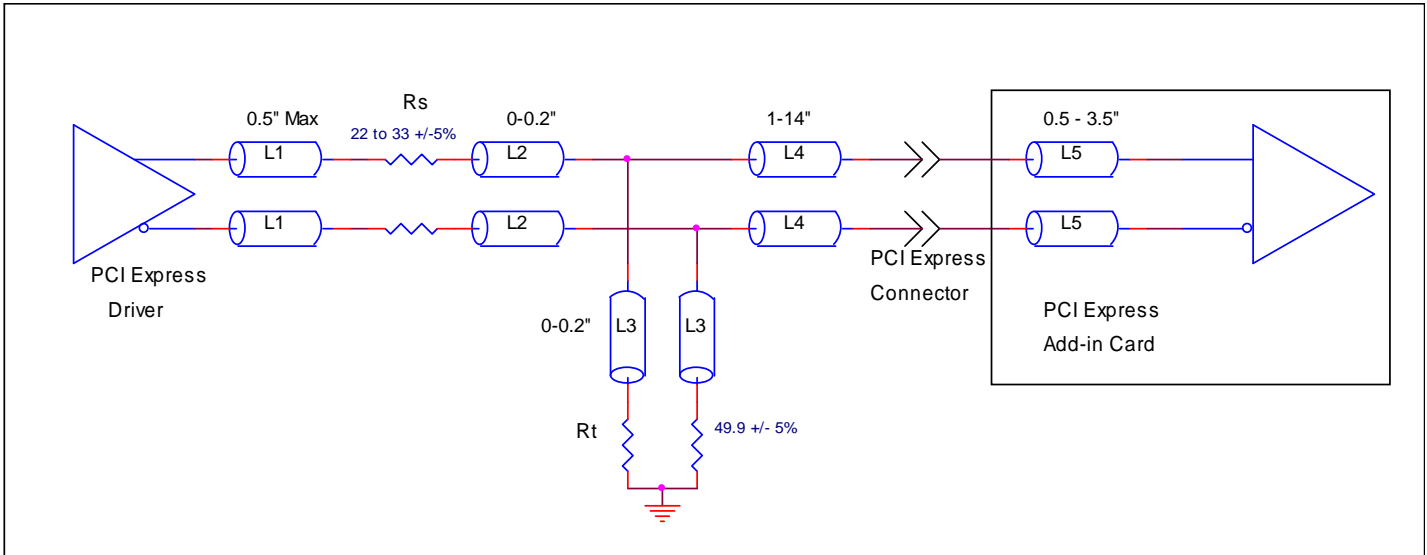 0.5" Max
Rs
22 to 33 +/-5%
0-0.2"
1-14"
0.5 - 3.5"
L1
L2
L4
L5
L1
L2
L4
L5
PCI Express
Driver
PCI Express
Connector
PCI Express
Add-in Card
0-0.2"
L3
L3
Rt
49.9 +/- 5%